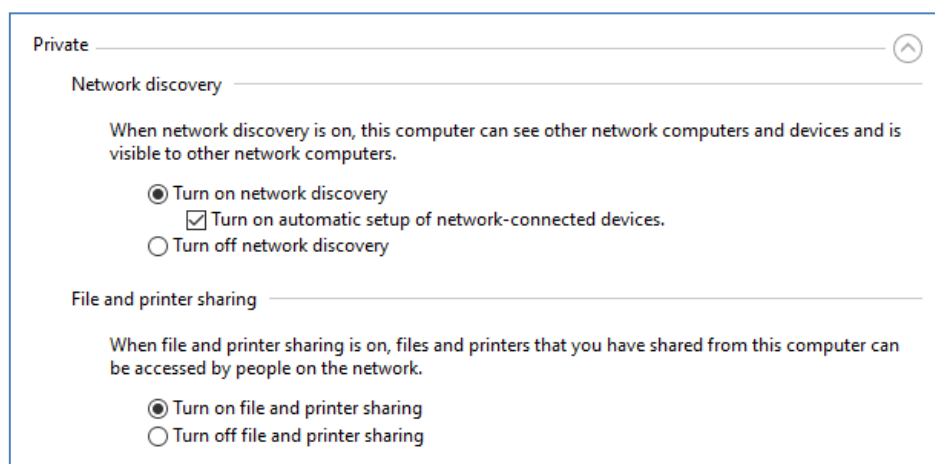 Private
Network discovery
When network discovery is on, this computer can see other network computers and devices and is
visible to other network computers.
Turn on network discovery
Turn on automatic setup of network-connected devices.
Turn off network discovery
File and printer sharing
When file and printer sharing is on, files and printers that you have shared from this computer can
be accessed by people on the network.
Turn on file and printer sharing
Turn off file and printer sharing